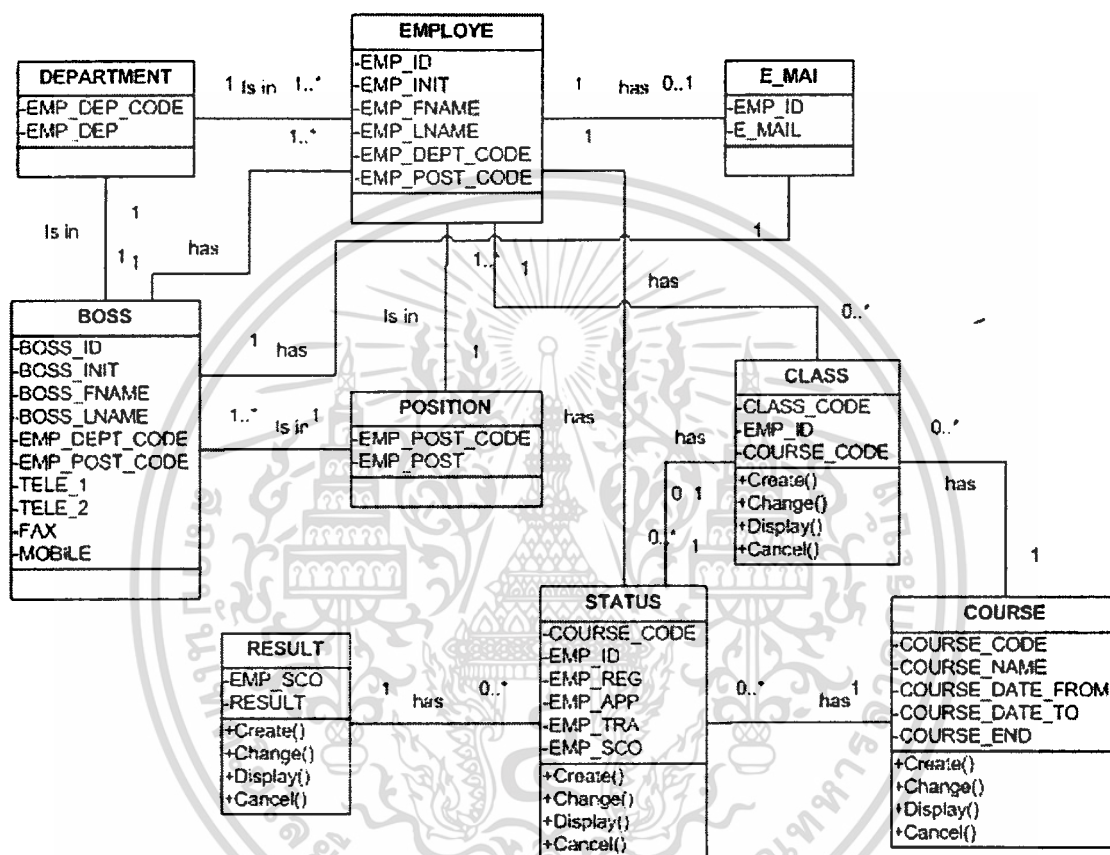 EMPLOYE
-EMP_ID
-EMP_INIT
-EMP_FNAME
-EMP_LNAME
-EMP_DEPT_CODE
-EMP_POST_CODE
DEPARTMENT
-EMP_DEP_CODE
-EMP_DEP
1 Is in 1..*
1 has 0..1
E_MAI
-EMP_ID
-E_MAIL
1..*
1
Is in
1
1
1
has
1
1..*
1
has
0..*
BOSS
-BOSS_ID
-BOSS_INIT
-BOSS_FNAME
-BOSS_LNAME
-EMP_DEPT_CODE
-EMP_POST_CODE
-TELE_1
-TELE_2
-FAX
-MOBILE
Is in
1
1 has
1..* Is in 1
POSITION
-EMP_POST_CODE
-EMP_POST
has
CLASS
-CLASS_CODE
-EMP_ID
-COURSE_CODE
+Create()
+Change()
+Display()
+Cancel()
has
0..*
has
0 1
0..*
1
1
STATUS
-COURSE_CODE
-EMP_ID
-EMP_REG
-EMP_APP
-EMP_TRA
-EMP_SCO
+Create()
+Change()
+Display()
+Cancel()
RESULT
-EMP_SCO
-RESULT
+Create()
+Change()
+Display()
+Cancel()
1 has 0..*
0..* has 1
COURSE
-COURSE_CODE
-COURSE_NAME
-COURSE_DATE_FROM
-COURSE_DATE_TO
-COURSE_END
+Create()
+Change()
+Display()
+Cancel()